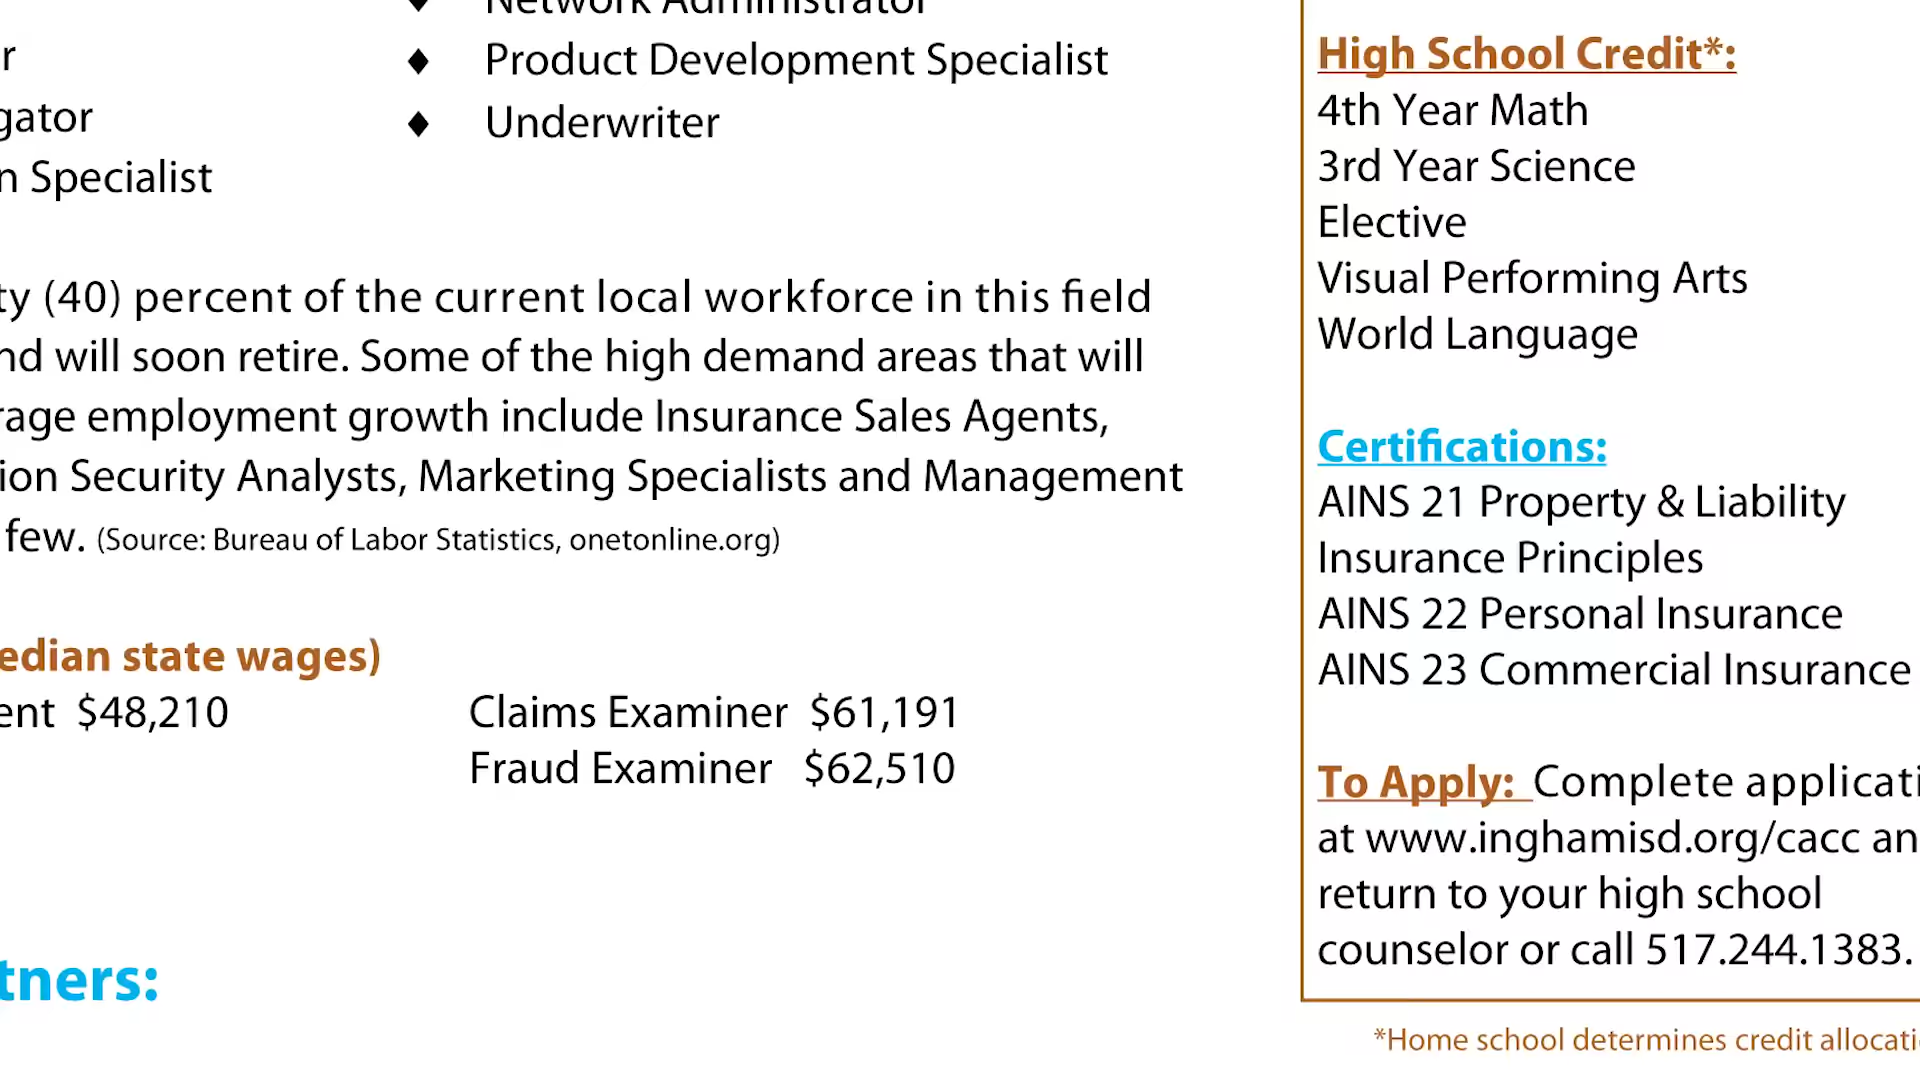 Network Administrator
r
Product Development Specialist
gator
Underwriter
n Specialist
ty (40) percent of the current local workforce in this field
nd will soon retire. Some of the high demand areas that will
rage employment growth include Insurance Sales Agents,
ion Security Analysts, Marketing Specialists and Management
few. (Source: Bureau of Labor Statistics, onetonline.org)
edian state wages)
ent $48,210
Claims Examiner $61,191
Fraud Examiner $62,510
tners:
High School Credit*:
4th Year Math
3rd Year Science
Elective
Visual Performing Arts
World Language
Certifications:
AINS 21 Property & Liability
Insurance Principles
AINS 22 Personal Insurance
AINS 23 Commercial Insurance
To Apply: Complete applicati
at www.inghamisd.org/cacc an
return to your high school
counselor or call 517.244.1383.
*Home school determines credit allocati